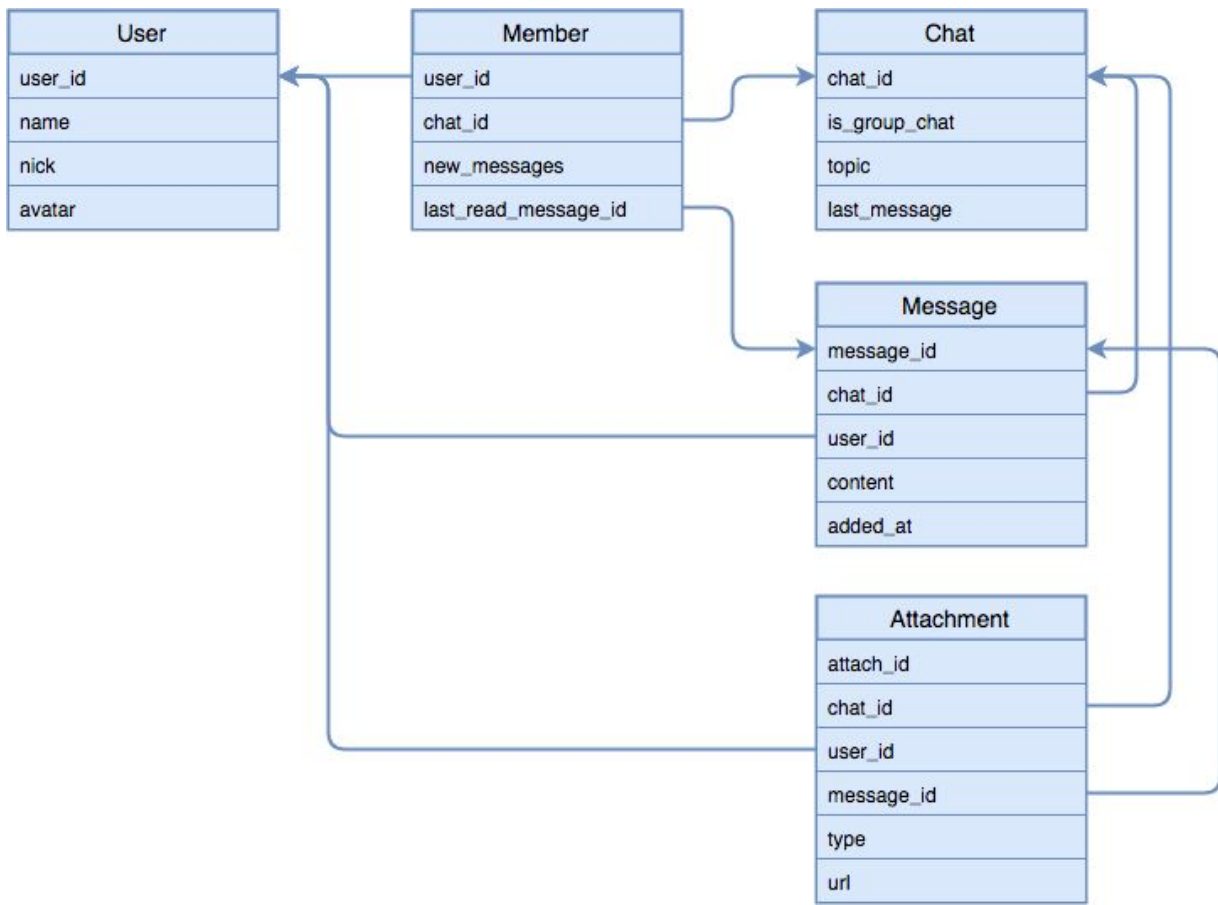 User
user_id
name
nick
avatar
Member
user_id
chat_id
new_messages
last_read_message_id
Chat
chat_id
is_group_chat
topic
last_message
Message
message_id
chat_id
user_id
content
added_at
Attachment
attach_id
chat_id
user_id
message_id
type
url